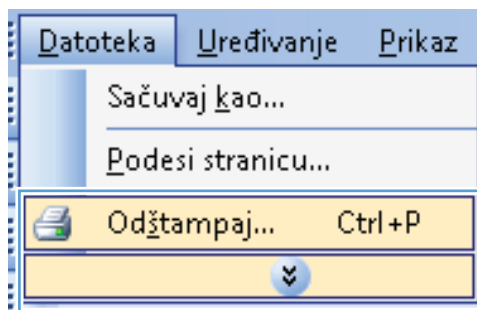 Datoteka Uređivanje Prikaz
Sačuvaj kao...
Podesi stranicu...
Odštampaj... Ctrl+P